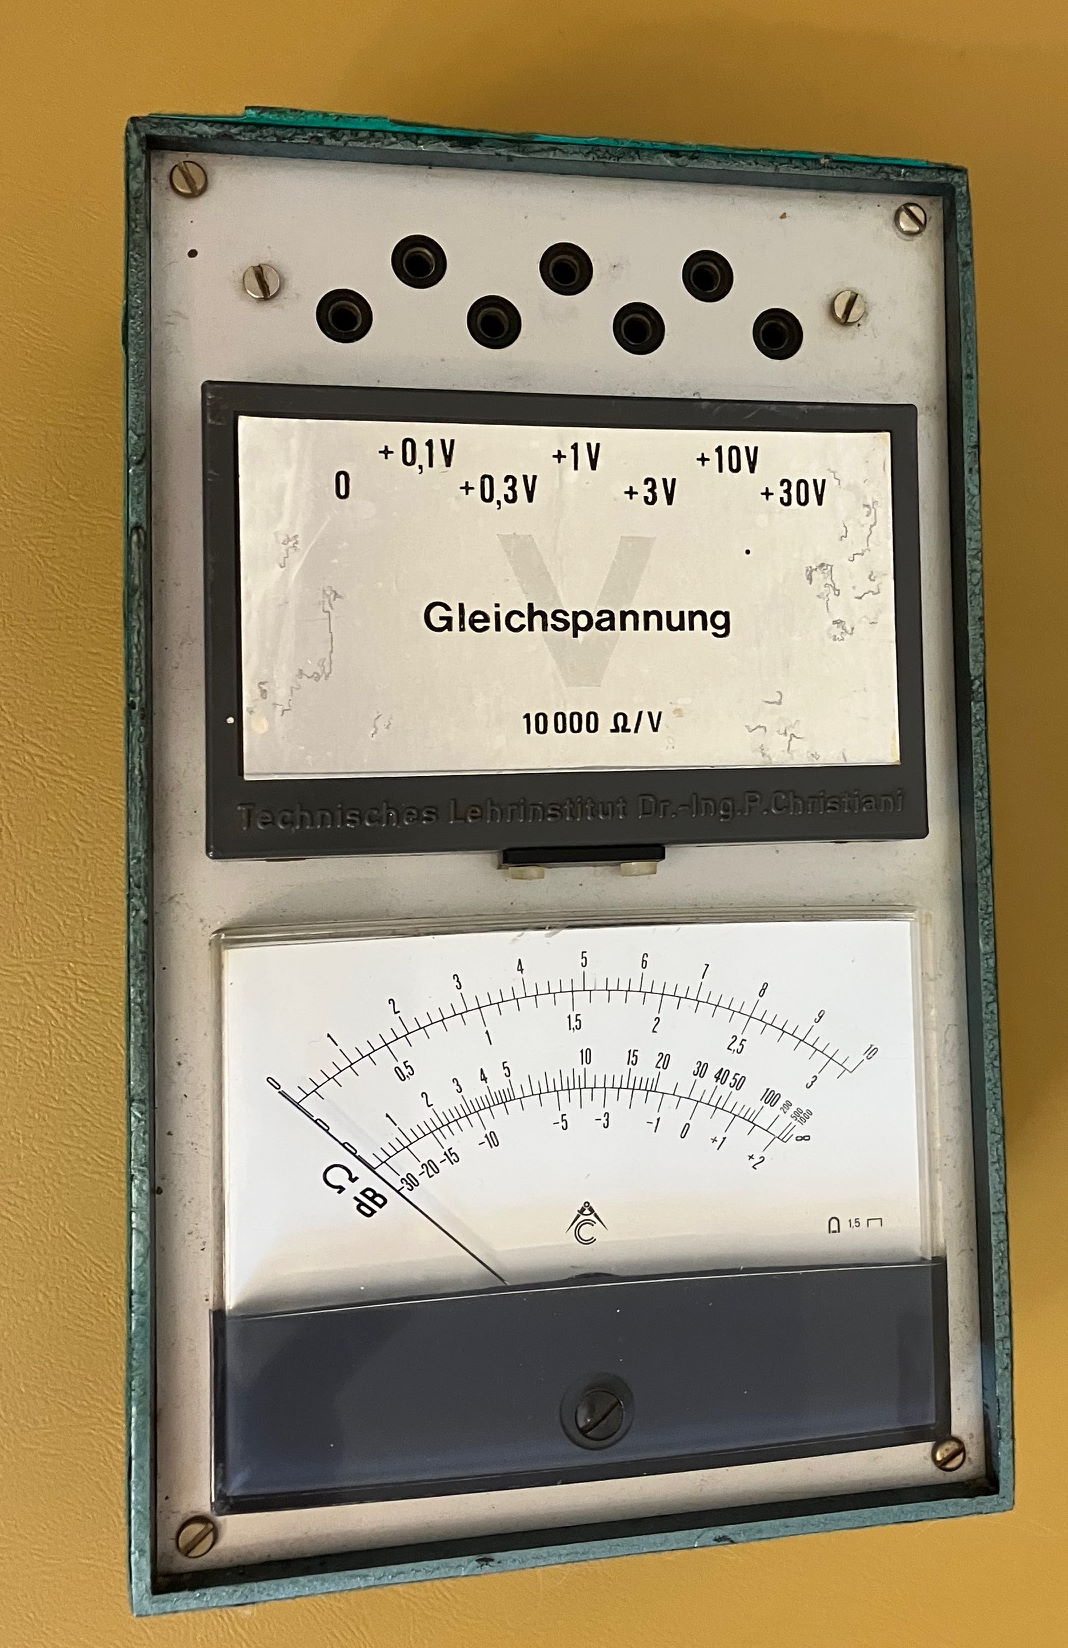 +0,1V +1V +10V
0 +0,3V +3V +30V
V
Gleichspannung
10000 Ω/V
Technisches Lehrinstitut Dr.-Ing.P.Christiani
0 1 2 3 4 5 6 7 8 9 10
0 0,5 1 1,5 2 2,5 3
0 1 2 3 4 5 10 15 20 30 40 50 100 200 500 1000 ∞
Ω
-30 -20 -15 -10 -5 -3 -1 0 +1 +2
dB
C
1,5